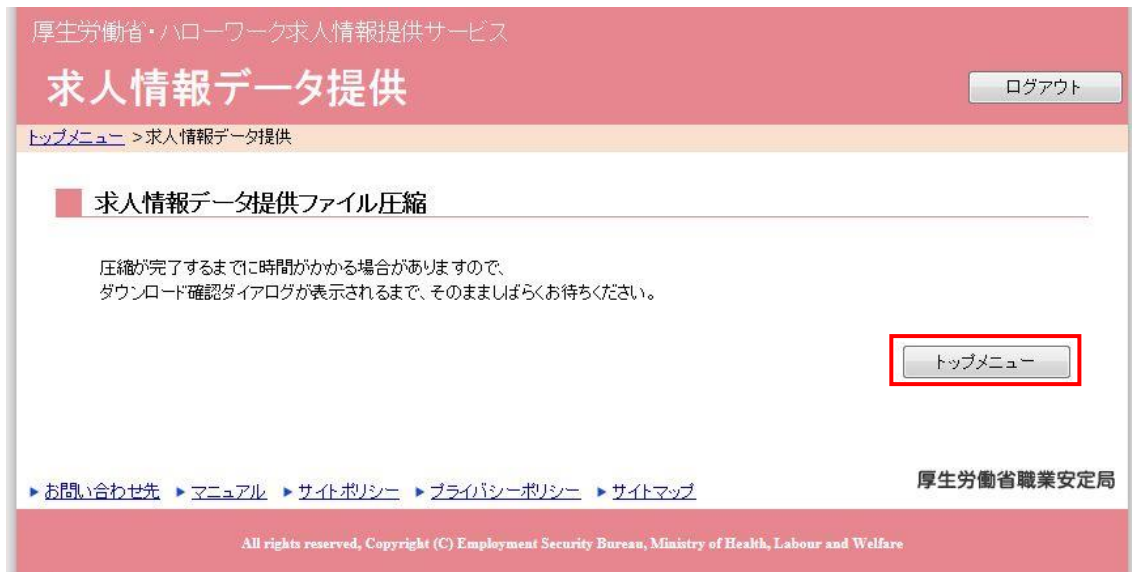 厚生労働省・ハローワーク求人情報提供サービス
求人情報データ提供
ログアウト
トップメニュー >求人情報データ提供
求人情報データ提供ファイル圧縮
圧縮が完了するまでに時間がかかる場合がありますので、
ダウンロード確認ダイアログが表示されるまで、そのまましばらくお待ちください。
トップメニュー
お問い合わせ先 マニュアル サイトポリシー プライバシーポリシー サイトマップ
厚生労働省職業安定局
All rights reserved, Copyright (C) Employment Security Bureau, Ministry of Health, Labour and Welfare